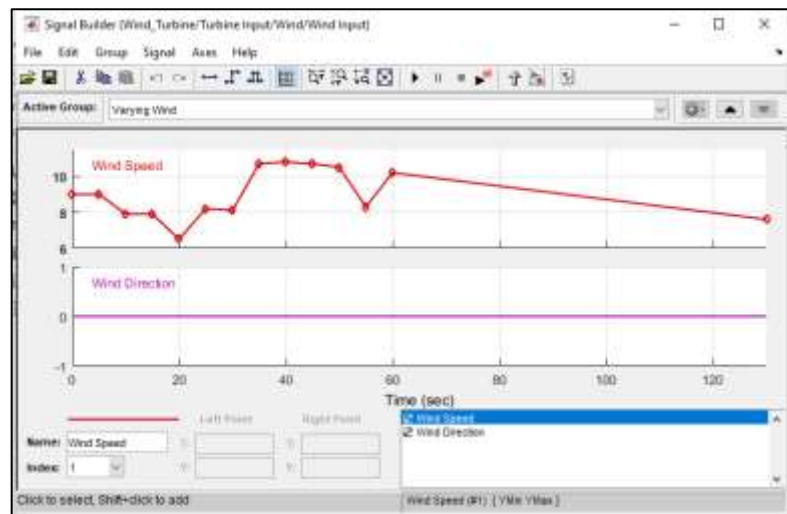 Signal Builder (Wind_Turbine/Turbine Input/Wind/Wind Input)
File Edit Group Signal Axes Help
Active Group: Varying Wind
Wind Speed
10
8
6
Wind Direction
1
0
-1
0 20 40 60 80 100 120
Time (sec)
Left Point Right Point
Name: Wind Speed
Index: 1
Wind Speed
Wind Direction
Click to select, Shift+click to add
Wind Speed (#1) [ YMin YMax ]